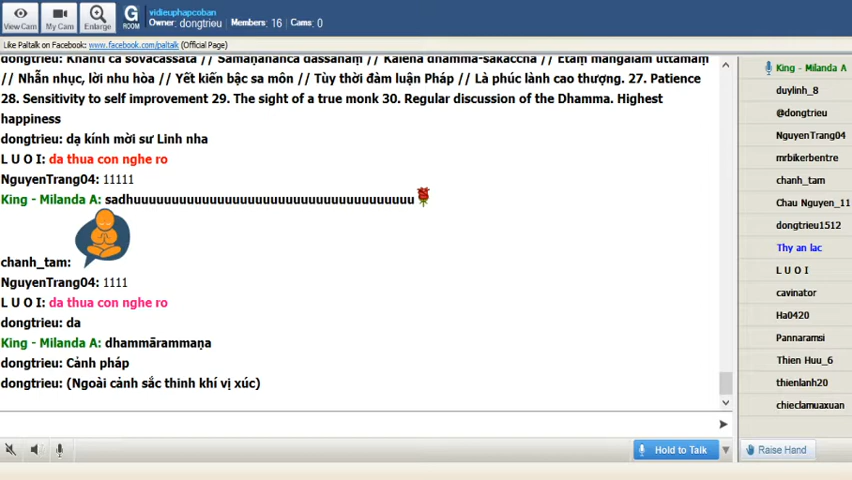 View Cam
My Cam
Enlarge
G
ROOM
vidieuphapcoban
Owner: dongtrieu Members: 16 Cams: 0
Like Paltalk on Facebook: www.facebook.com/paltalk (Official Page)
Khanti ca sovacassatā // Samaṇānañca dassanaṃ // Kālena dhamma-sākacchā // Etaṃ maṅgalam uttamaṃ
// Nhẫn nhục, lời nhu hòa // Yết kiến bậc sa môn // Tùy thời đàm luận Pháp // Là phúc lành cao thượng. 27. Patience
28. Sensitivity to self improvement 29. The sight of a true monk 30. Regular discussion of the Dhamma. Highest
happiness
dongtrieu: dạ kính mời sư Linh nha
L U O I: da thua con nghe ro
NguyenTrang04: 11111
King - Milanda A: sadhuuuuuuuuuuuuuuuuuuuuuuuuuuuuuuuuuuuuu
chanh_tam:
NguyenTrang04: 1111
L U O I: da thua con nghe ro
dongtrieu: da
King - Milanda A: dhammārammaṇa
dongtrieu: Cảnh pháp
dongtrieu: (Ngoài cảnh sắc thinh khí vị xúc)
Hold to Talk
King - Milanda A
duylinh_8
@dongtrieu
NguyenTrang04
mrbikerbentre
chanh_tam
Chau Nguyen_11
dongtrieu1512
Thy an lac
L U O I
cavinator
Ha0420
Pannaramsi
Thien Huu_6
thienlanh20
chieclamuaxuan
Raise Hand